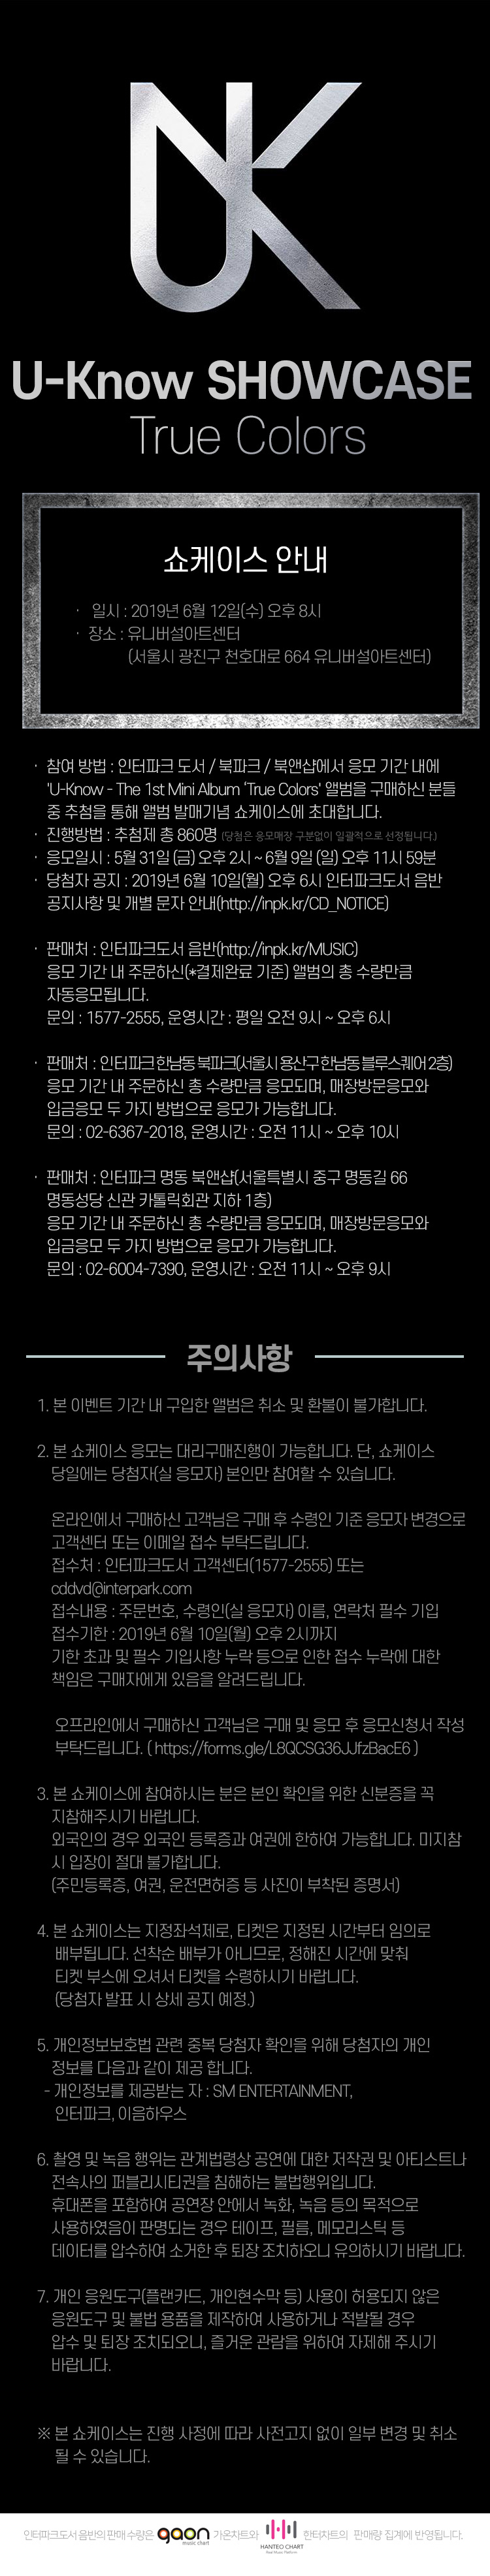 UK
U-Know SHOWCASE
True Colors
쇼케이스 안내
· 일시 : 2019년 6월 12일(수) 오후 8시
· 장소 : 유니버설아트센터
(서울시 광진구 천호대로 664 유니버설아트센터)
· 참여 방법 : 인터파크 도서 / 북파크 / 북앤샵에서 응모 기간 내에
'U-Know - The 1st Mini Album ‘True Colors’ 앨범을 구매하신 분들
중 추첨을 통해 앨범 발매기념 쇼케이스에 초대합니다.
· 진행방법 : 추첨제 총 860명 (당첨은 응모매장 구분없이 일괄적으로 선정됩니다.)
· 응모일시 : 5월 31일 (금) 오후 2시 ~ 6월 9일 (일) 오후 11시 59분
· 당첨자 공지 : 2019년 6월 10일(월) 오후 6시 인터파크도서 음반
공지사항 및 개별 문자 안내(http://inpk.kr/CD_NOTICE)
· 판매처 : 인터파크도서 음반(http://inpk.kr/MUSIC)
응모 기간 내 주문하신(*결제완료 기준) 앨범의 총 수량만큼
자동응모됩니다.
문의 : 1577-2555, 운영시간 : 평일 오전 9시 ~ 오후 6시
· 판매처 : 인터파크 한남동 북파크(서울시 용산구 한남동 블루스퀘어 2층)
응모 기간 내 주문하신 총 수량만큼 응모되며, 매장방문응모와
입금응모 두 가지 방법으로 응모가 가능합니다.
문의 : 02-6367-2018, 운영시간 : 오전 11시 ~ 오후 10시
· 판매처 : 인터파크 명동 북앤샵(서울특별시 중구 명동길 66
명동성당 신관 카톨릭회관 지하 1층)
응모 기간 내 주문하신 총 수량만큼 응모되며, 매장방문응모와
입금응모 두 가지 방법으로 응모가 가능합니다.
문의 : 02-6004-7390, 운영시간 : 오전 11시 ~ 오후 9시
주의사항
1. 본 이벤트 기간 내 구입한 앨범은 취소 및 환불이 불가합니다.
2. 본 쇼케이스 응모는 대리구매진행이 가능합니다. 단, 쇼케이스
당일에는 당첨자(실 응모자) 본인만 참여할 수 있습니다.
온라인에서 구매하신 고객님은 구매 후 수령인 기준 응모자 변경으로
고객센터 또는 이메일 접수 부탁드립니다.
접수처 : 인터파크도서 고객센터(1577-2555) 또는
cddvd@interpark.com
접수내용 : 주문번호, 수령인(실 응모자) 이름, 연락처 필수 기입
접수기한 : 2019년 6월 10일(월) 오후 2시까지
기한 초과 및 필수 기입사항 누락 등으로 인한 접수 누락에 대한
책임은 구매자에게 있음을 알려드립니다.
오프라인에서 구매하신 고객님은 구매 및 응모 후 응모신청서 작성
부탁드립니다. ( https://forms.gle/L8QCSG36JJfzBacE6 )
3. 본 쇼케이스에 참여하시는 분은 본인 확인을 위한 신분증을 꼭
지참해주시기 바랍니다.
외국인의 경우 외국인 등록증과 여권에 한하여 가능합니다. 미지참
시 입장이 절대 불가합니다.
(주민등록증, 여권, 운전면허증 등 사진이 부착된 증명서)
4. 본 쇼케이스는 지정좌석제로, 티켓은 지정된 시간부터 임의로
배부됩니다. 선착순 배부가 아니므로, 정해진 시간에 맞춰
티켓 부스에 오셔서 티켓을 수령하시기 바랍니다.
(당첨자 발표 시 상세 공지 예정.)
5. 개인정보보호법 관련 중복 당첨자 확인을 위해 당첨자의 개인
정보를 다음과 같이 제공 합니다.
- 개인정보를 제공받는 자 : SM ENTERTAINMENT,
인터파크, 이음하우스
6. 촬영 및 녹음 행위는 관계법령상 공연에 대한 저작권 및 아티스트나
전속사의 퍼블리시티권을 침해하는 불법행위입니다.
휴대폰을 포함하여 공연장 안에서 녹화, 녹음 등의 목적으로
사용하였음이 판명되는 경우 테이프, 필름, 메모리스틱 등
데이터를 압수하여 소거한 후 퇴장 조치하오니 유의하시기 바랍니다.
7. 개인 응원도구(플랜카드, 개인현수막 등) 사용이 허용되지 않은
응원도구 및 불법 용품을 제작하여 사용하거나 적발될 경우
압수 및 퇴장 조치되오니, 즐거운 관람을 위하여 자제해 주시기
바랍니다.
※ 본 쇼케이스는 진행 사정에 따라 사전고지 없이 일부 변경 및 취소
될 수 있습니다.
인터파크도서 음반의 판매 수량은 gaon music chart 가온차트와 HANTEO CHART Real Music Platform 한터차트의 판매량 집계에 반영됩니다.